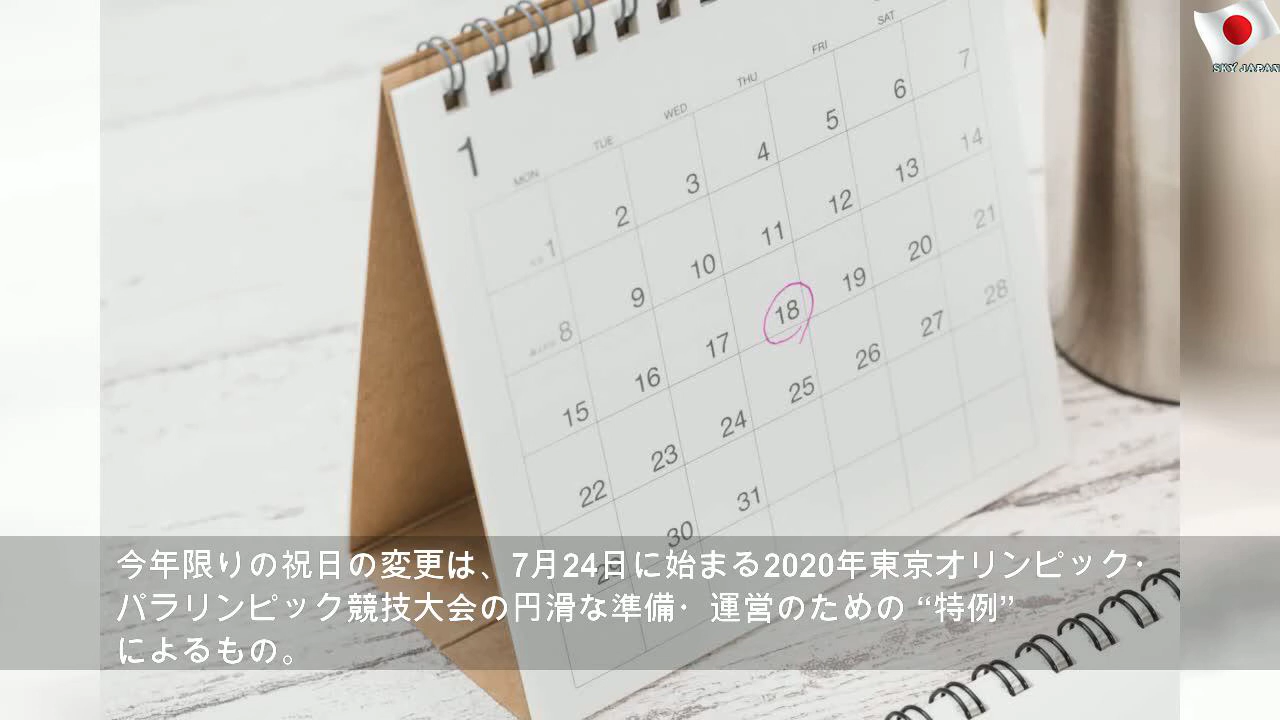 SKY JAPAN
1
MON TUE WED THU FRI SAT
1 2 3 4 5 6 7
8 9 10 11 12 13 14
15 16 17 18 19 20 21
22 23 24 25 26 27 28
30 31
今年限りの祝日の変更は、7月24日に始まる2020年東京オリンピック・
パラリンピック競技大会の円滑な準備・運営のための “特例”
によるもの。